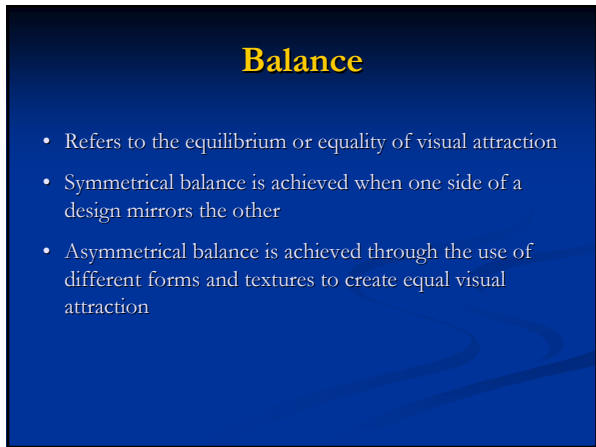 Balance
• Refers to the equilibrium or equality of visual attraction
• Symmetrical balance is achieved when one side of a
design mirrors the other
• Asymmetrical balance is achieved through the use of
different forms and textures to create equal visual
attraction